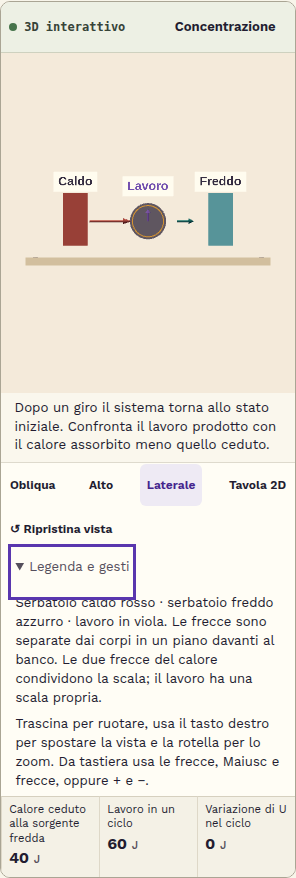 3D interattivo
Concentrazione
Caldo
Lavoro
Freddo
Dopo un giro il sistema torna allo stato
iniziale. Confronta il lavoro prodotto con
il calore assorbito meno quello ceduto.
Obliqua
Alto
Laterale
Tavola 2D
↺ Ripristina vista
▼ Legenda e gesti
Serbatoio caldo rosso · serbatoio freddo
azzurro · lavoro in viola. Le frecce sono
separate dai corpi in un piano davanti al
banco. Le due frecce del calore
condividono la scala; il lavoro ha una
scala propria.
Trascina per ruotare, usa il tasto destro
per spostare la vista e la rotella per lo
zoom. Da tastiera usa le frecce, Maiusc e
frecce, oppure + e −.
Calore ceduto
alla sorgente
fredda
40 J
Lavoro in un
ciclo
60 J
Variazione di U
nel ciclo
0 J